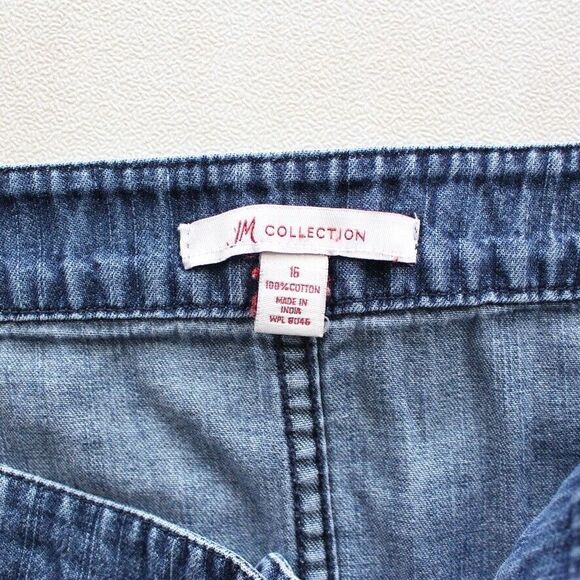 JM COLLECTION
16
100% COTTON
MADE IN
INDIA
WPL 8046